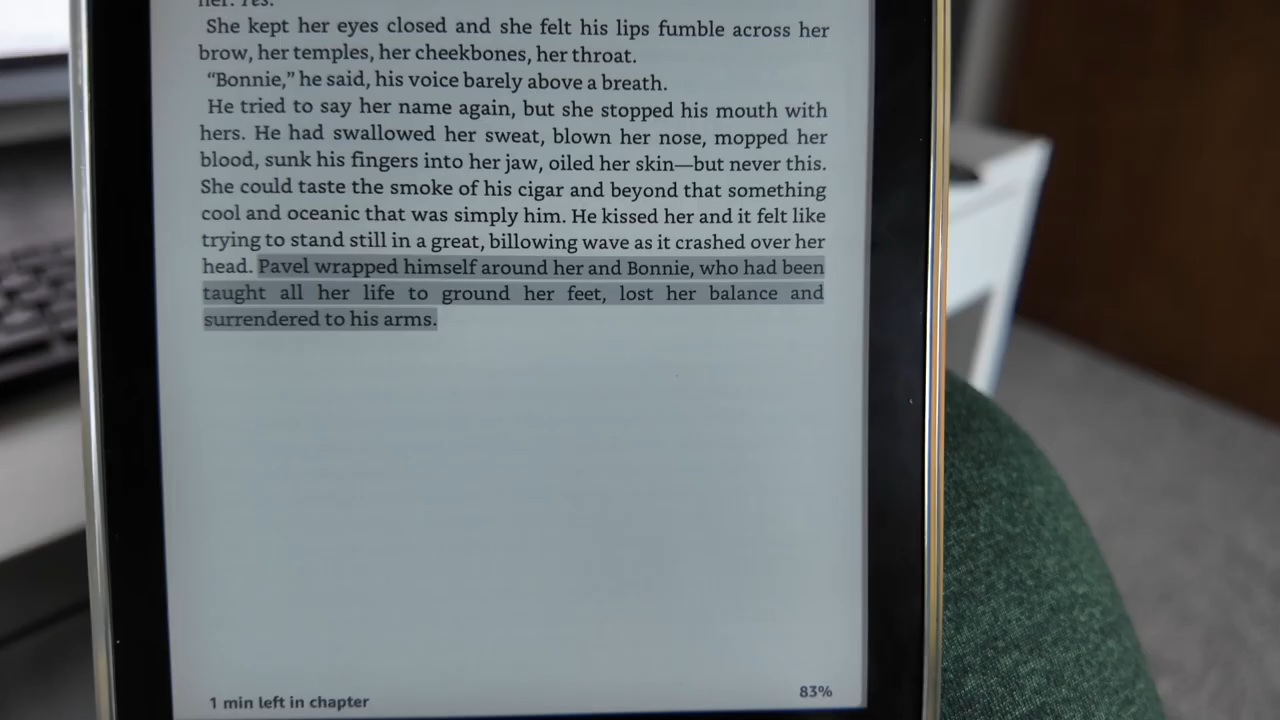 her. Yes.
She kept her eyes closed and she felt his lips fumble across her
brow, her temples, her cheekbones, her throat.
“Bonnie,” he said, his voice barely above a breath.
He tried to say her name again, but she stopped his mouth with
hers. He had swallowed her sweat, blown her nose, mopped her
blood, sunk his fingers into her jaw, oiled her skin—but never this.
She could taste the smoke of his cigar and beyond that something
cool and oceanic that was simply him. He kissed her and it felt like
trying to stand still in a great, billowing wave as it crashed over her
head. Pavel wrapped himself around her and Bonnie, who had been
taught all her life to ground her feet, lost her balance and
surrendered to his arms.
1 min left in chapter
83%